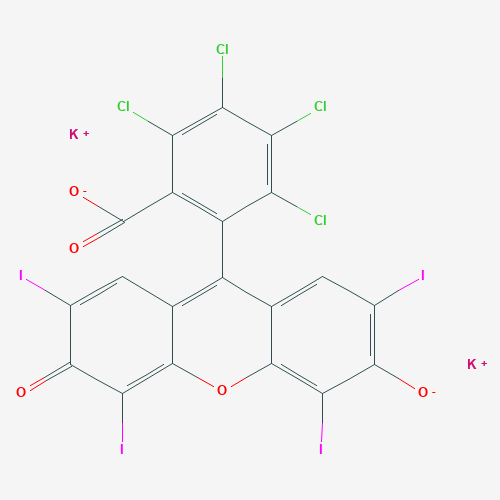 Cl
Cl Cl
K +
O -
Cl
O
I I
K +
O O O -
I I